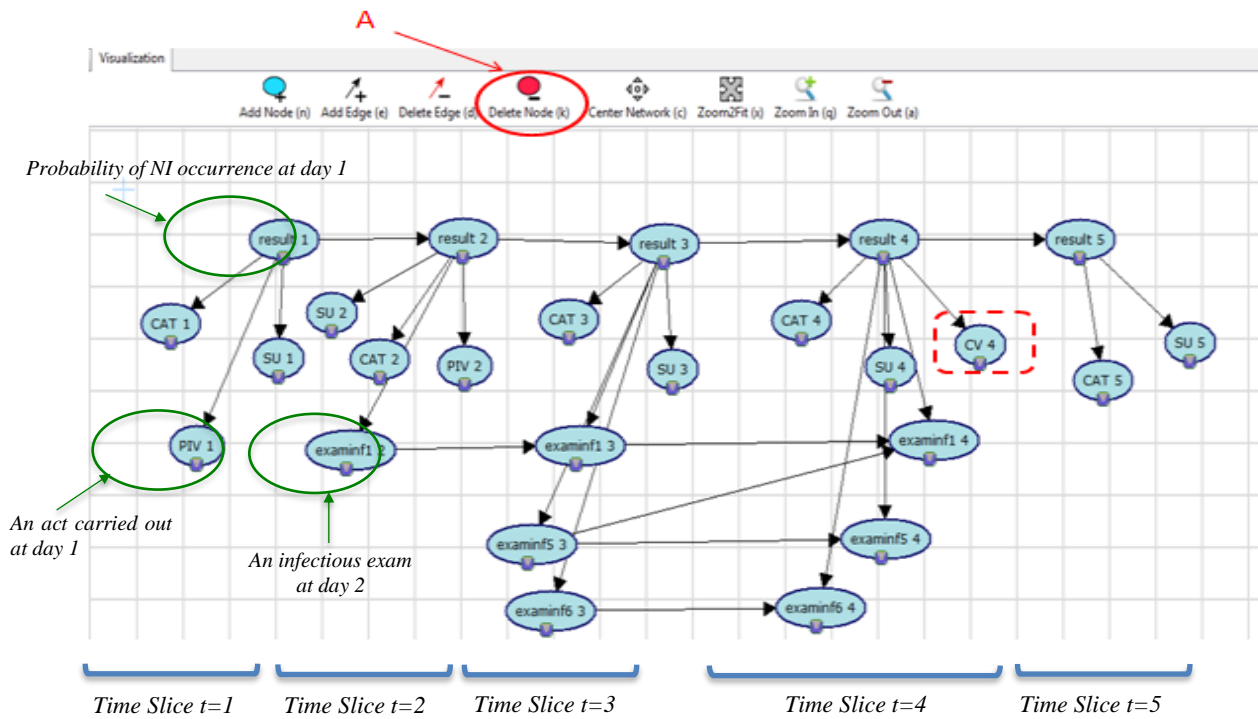 A
Visualization
Add Node (n) Add Edge (e) Delete Edge (d) Delete Node (k) Center Network (c) Zoom2Fit (x) Zoom In (q) Zoom Out (a)
Probability of NI occurrence at day 1
result 1
result 2
result 3
result 4
result 5
CAT 1
SU 1
SU 2
CAT 2
PIV 2
CAT 3
SU 3
CAT 4
SU 4
CV 4
CAT 5
SU 5
PIV 1
examinf1 2
examinf1 3
examinf1 4
An act carried out
at day 1
An infectious exam
at day 2
examinf5 3
examinf5 4
examinf6 3
examinf6 4
Time Slice t=1
Time Slice t=2
Time Slice t=3
Time Slice t=4
Time Slice t=5